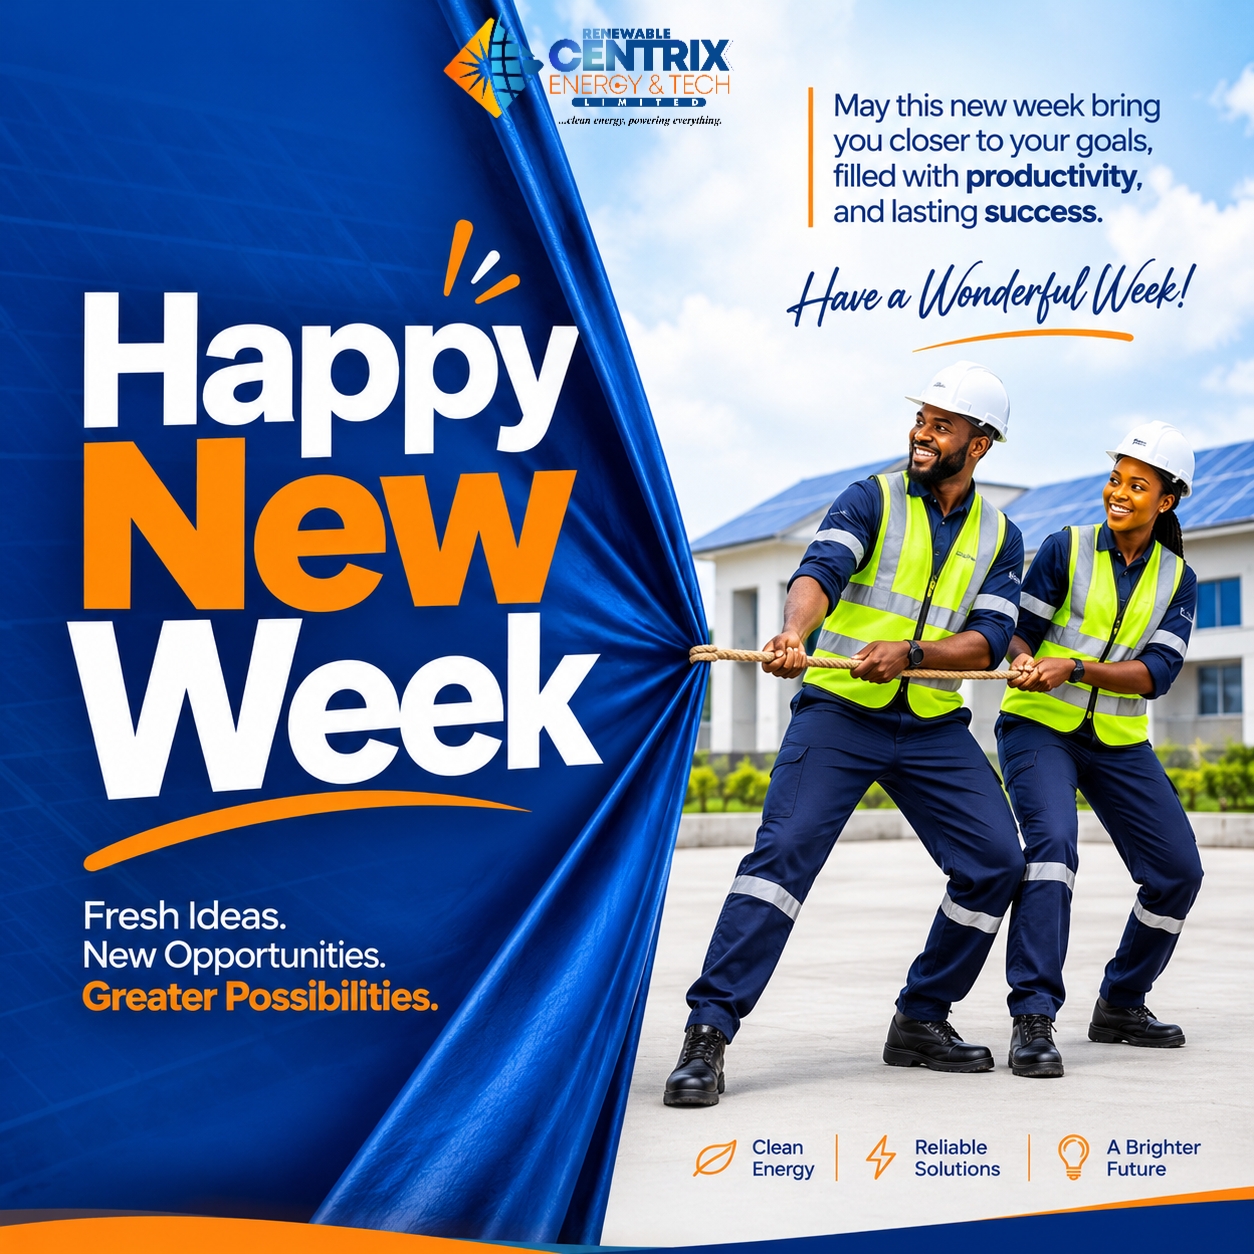 RENEWABLE
CENTRIX
ENERGY & TECH
LIMITED
...clean energy, powering everything.
May this new week bring
you closer to your goals,
filled with productivity,
and lasting success.
Have a Wonderful Week!
Happy
New
Week
Fresh Ideas.
New Opportunities.
Greater Possibilities.
Clean
Energy
Reliable
Solutions
A Brighter
Future